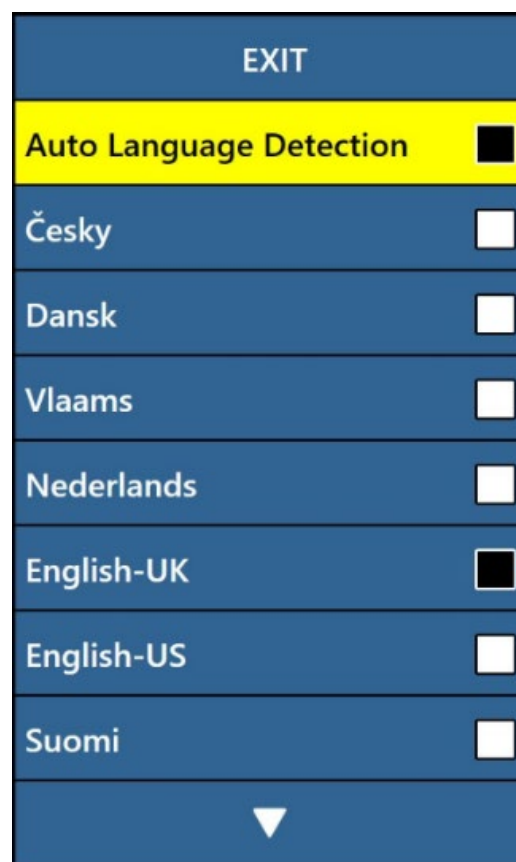 EXIT
Auto Language Detection
Česky
Dansk
Vlaams
Nederlands
English-UK
English-US
Suomi